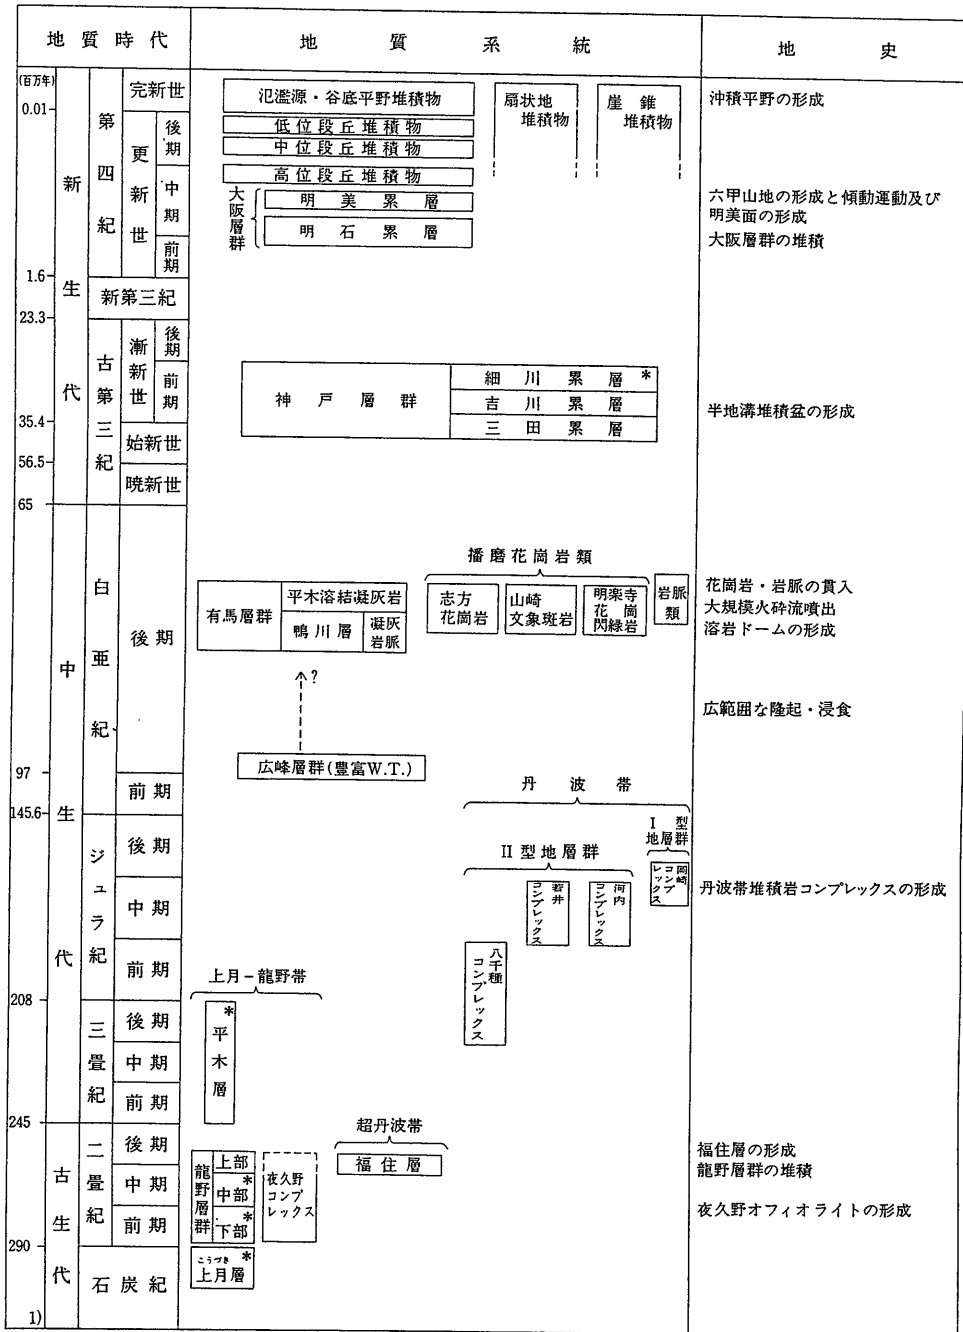 地質時代
地質系統
地史
(百万年)
0.01
1.6
23.3
35.4
56.5
65
97
145.6
208
245
290
1)
新生代
中生代
古生代
第四紀
完新世
更新世
後期
中期
前期
新第三紀
古第三紀
漸新世
後期
前期
始新世
暁新世
白亜紀
後期
前期
ジュラ紀
後期
中期
前期
三畳紀
後期
中期
前期
二畳紀
後期
中期
前期
石炭紀
氾濫源・谷底平野堆積物
低位段丘堆積物
中位段丘堆積物
高位段丘堆積物
大阪層群
明美累層
明石累層
扇状地
堆積物
崖錐
堆積物
神戸層群
細川累層*
吉川累層
三田累層
播磨花崗岩類
有馬層群
平木溶結凝灰岩
鴨川層
凝灰
岩脈
志方
花崗岩
山崎
文象斑岩
明楽寺
花崗
閃緑岩
岩脈
類
?
広峰層群(豊富W.T.)
丹波帯
I型
地層群
II型地層群
岡崎
コンプ
レックス
若井
コンプレックス
河内
コンプレックス
八千種
コンプレックス
上月−龍野帯
*
平木層
超丹波帯
福住層
龍野層群
上部
*
中部
*
下部
夜久野
コンプ
レックス
こうづき *
上月層
沖積平野の形成
六甲山地の形成と傾動運動及び
明美面の形成
大阪層群の堆積
半地溝堆積盆の形成
花崗岩・岩脈の貫入
大規模火砕流噴出
溶岩ドームの形成
広範囲な隆起・浸食
丹波帯堆積岩コンプレックスの形成
福住層の形成
龍野層群の堆積
夜久野オフィオライトの形成